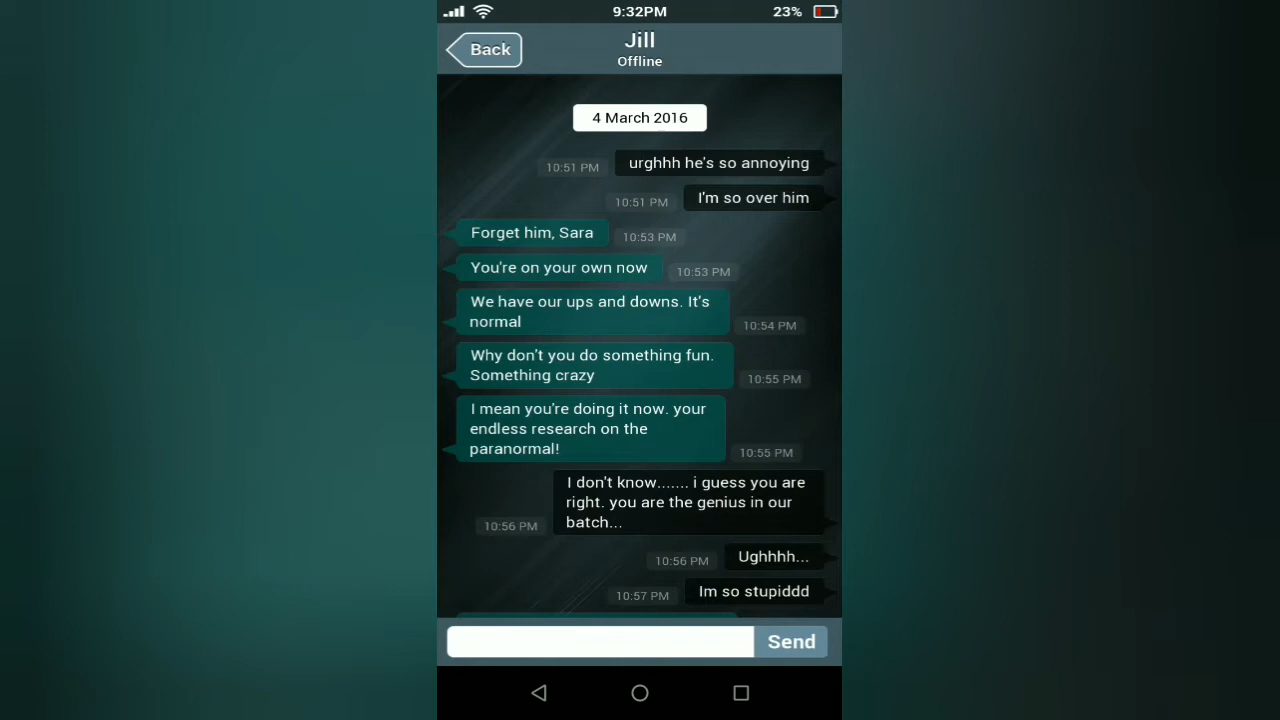 9:32PM
23%
Back
Jill
Offline
4 March 2016
10:51 PM
urghhh he's so annoying
10:51 PM
I'm so over him
Forget him, Sara
10:53 PM
You're on your own now
10:53 PM
We have our ups and downs. It's
normal
10:54 PM
Why don't you do something fun.
Something crazy
10:55 PM
I mean you're doing it now. your
endless research on the
paranormal!
10:55 PM
I don't know....... i guess you are
right. you are the genius in our
batch...
10:56 PM
Ughhhh...
10:56 PM
Im so stupiddd
10:57 PM
Send